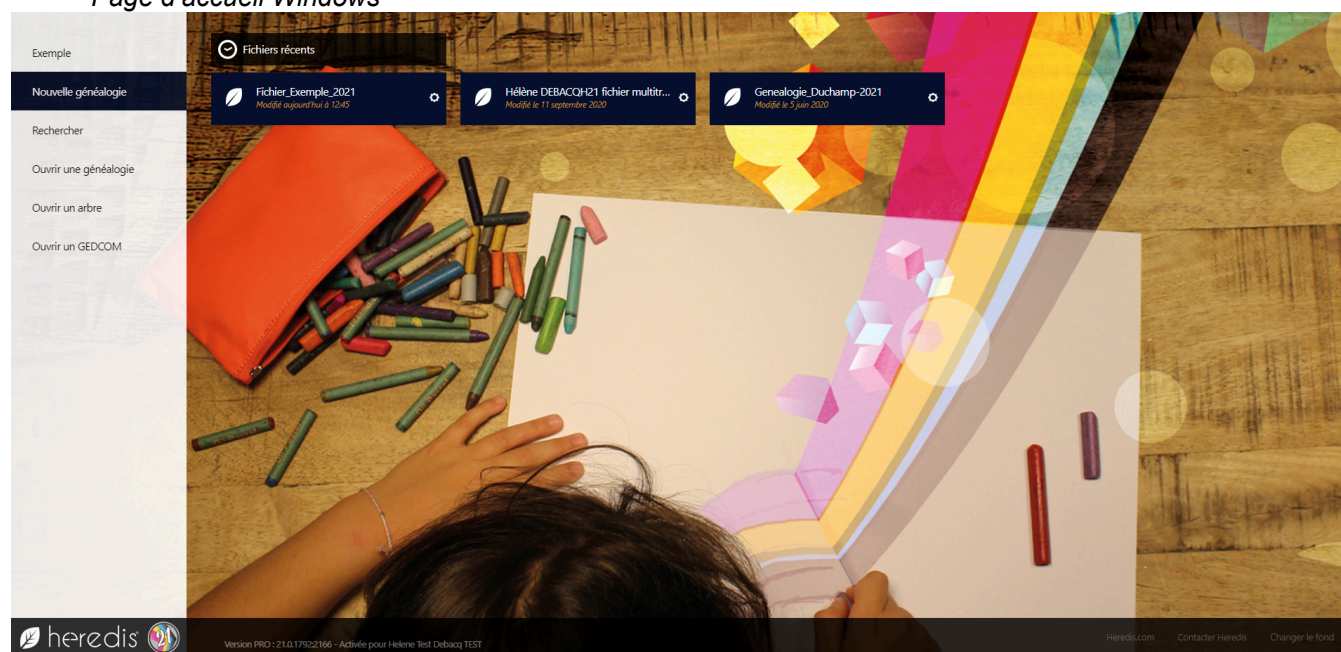 Page d'accueil Windows
Exemple
Nouvelle généalogie
Rechercher
Ouvrir une généalogie
Ouvrir un arbre
Ouvrir un GEDCOM
Fichiers récents
Fichier_Exemple_2021
Modifié aujourd'hui à 12:45
Hélène DEBACQH21 fichier multitr...
Modifié le 11 septembre 2020
Genealogie_Duchamp-2021
Modifié le 5 juin 2020
heredis 21
Version PRO : 21.0.1792:2166 - Activée pour Helene Test Debacq TEST
Heredis.com
Contacter Heredis
Changer le fond